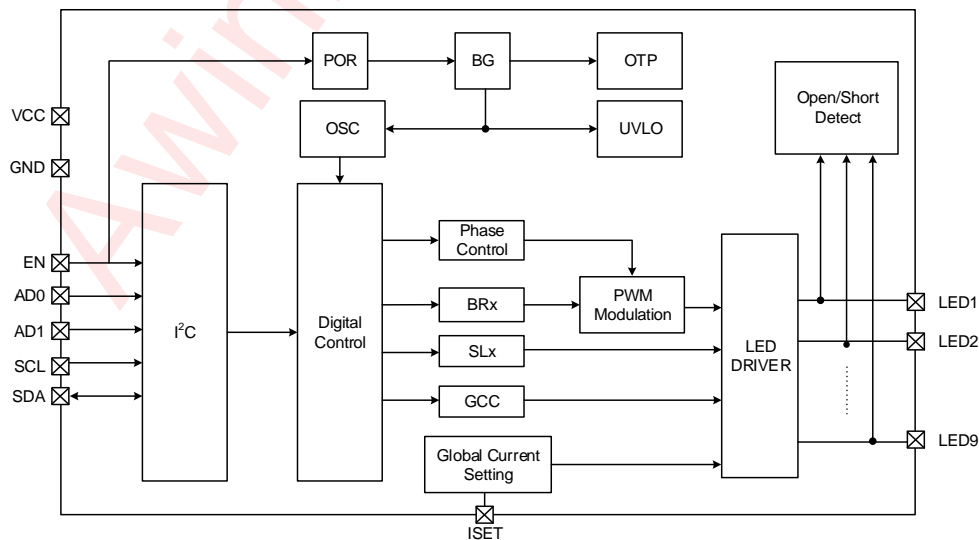 Awin
POR
BG
OTP
Open/Short
Detect
VCC
OSC
UVLO
GND
EN
AD0
AD1
SCL
SDA
I²C
Digital
Control
Phase
Control
BRx
PWM
Modulation
SLx
GCC
Global Current
Setting
LED
DRIVER
LED1
LED2
LED9
ISET